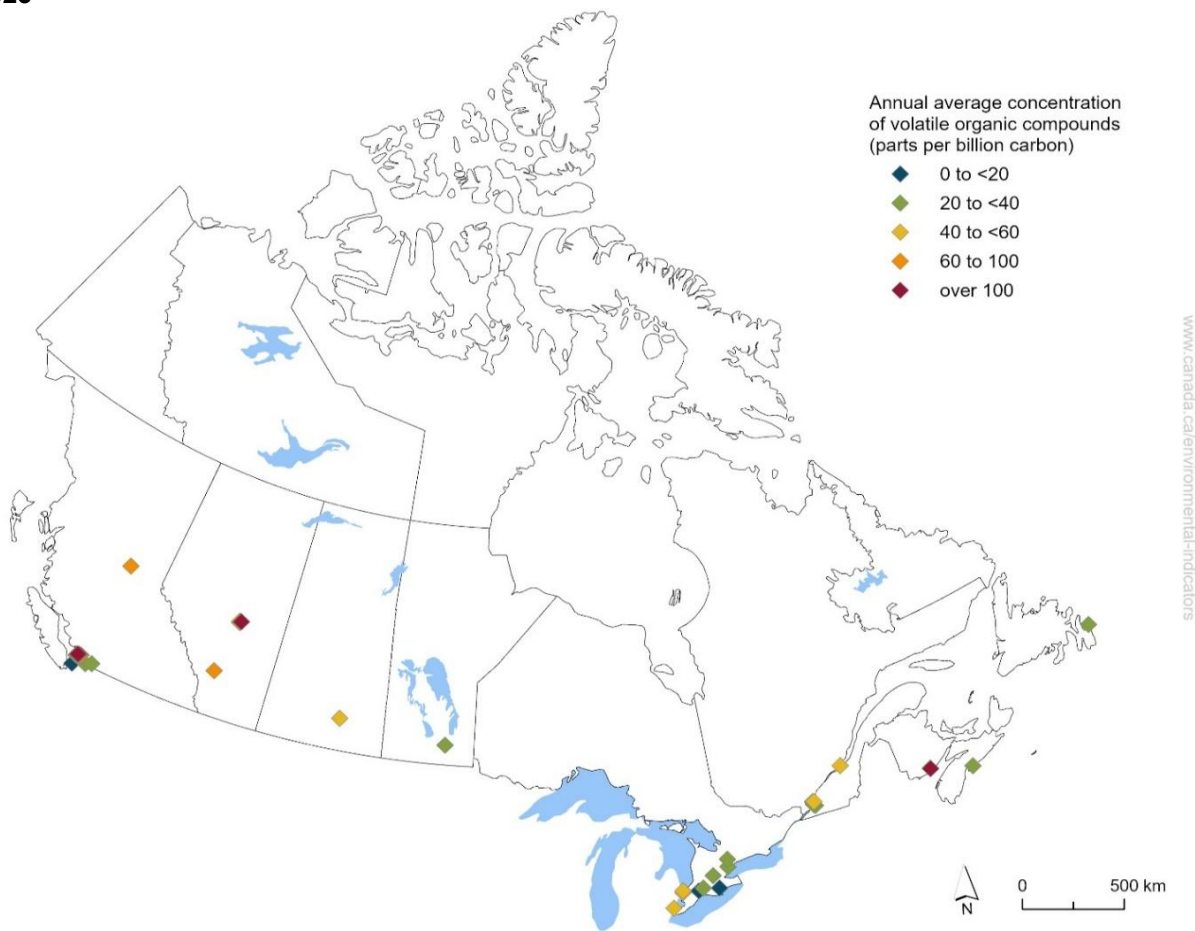 Annual average concentration
of volatile organic compounds
(parts per billion carbon)
0 to <20
20 to <40
40 to <60
60 to 100
over 100
www.canada.ca/environmental-indicators
N
0 500 km